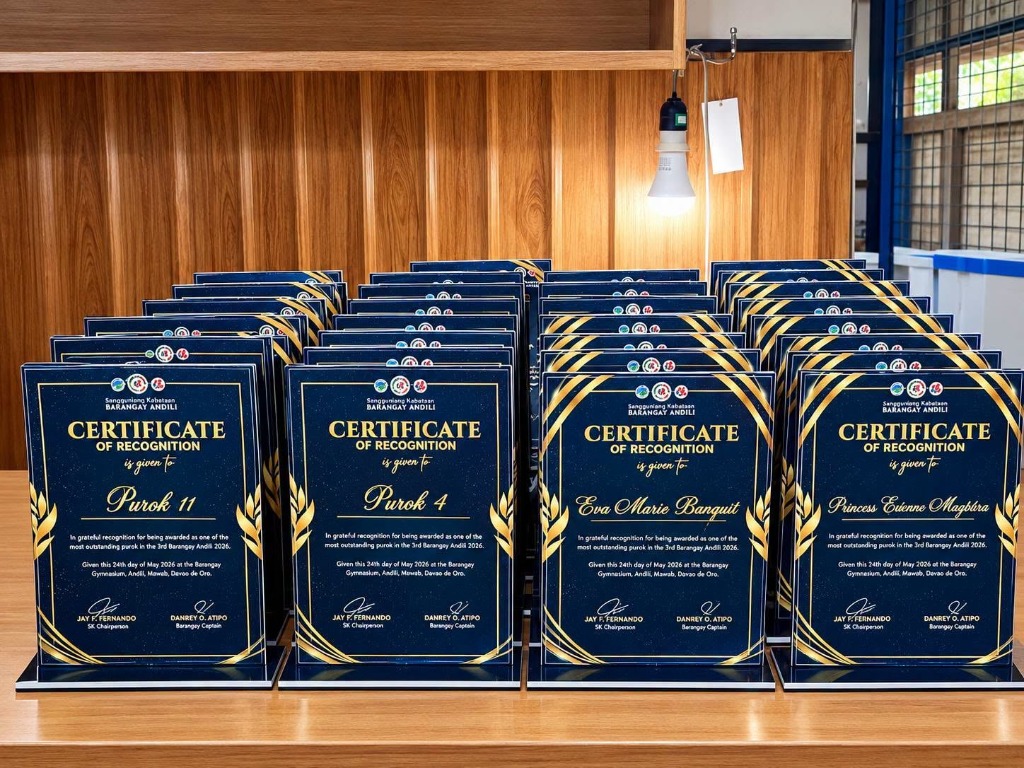 Sangguniang Kabataan
BARANGAY ANDILI
CERTIFICATE
OF RECOGNITION
is given to
Purok 11
In grateful recognition for being awarded as one of the
most outstanding purok in the 3rd Barangay Andili 2026.
Given this 24th day of May 2026 at the Barangay
Gymnasium, Andili, Mawab, Davao de Oro.
JAY F. FERNANDO
SK Chairperson
DANREY O. ATIPO
Barangay Captain
Sangguniang Kabataan
BARANGAY ANDILI
CERTIFICATE
OF RECOGNITION
is given to
Purok 4
In grateful recognition for being awarded as one of the
most outstanding purok in the 3rd Barangay Andili 2026.
Given this 24th day of May 2026 at the Barangay
Gymnasium, Andili, Mawab, Davao de Oro.
JAY F. FERNANDO
SK Chairperson
DANREY O. ATIPO
Barangay Captain
Sangguniang Kabataan
BARANGAY ANDILI
CERTIFICATE
OF RECOGNITION
is given to
Eva Marie Banquit
In grateful recognition for being awarded as one of the
most outstanding purok in the 3rd Barangay Andili 2026.
Given this 24th day of May 2026 at the Barangay
Gymnasium, Andili, Mawab, Davao de Oro.
JAY F. FERNANDO
SK Chairperson
DANREY O. ATIPO
Barangay Captain
Sangguniang Kabataan
BARANGAY ANDILI
CERTIFICATE
OF RECOGNITION
is given to
Princess
In grateful recognition for being awarded as one of the
most outstanding purok in the 3rd Barangay Andili 2026.
Given this 24th day of May 2026 at the Barangay
Gymnasium, Andili, Mawab, Davao de Oro.
JAY F. FERNANDO
SK Chairperson
DANREY O. ATIPO
Barangay Captain